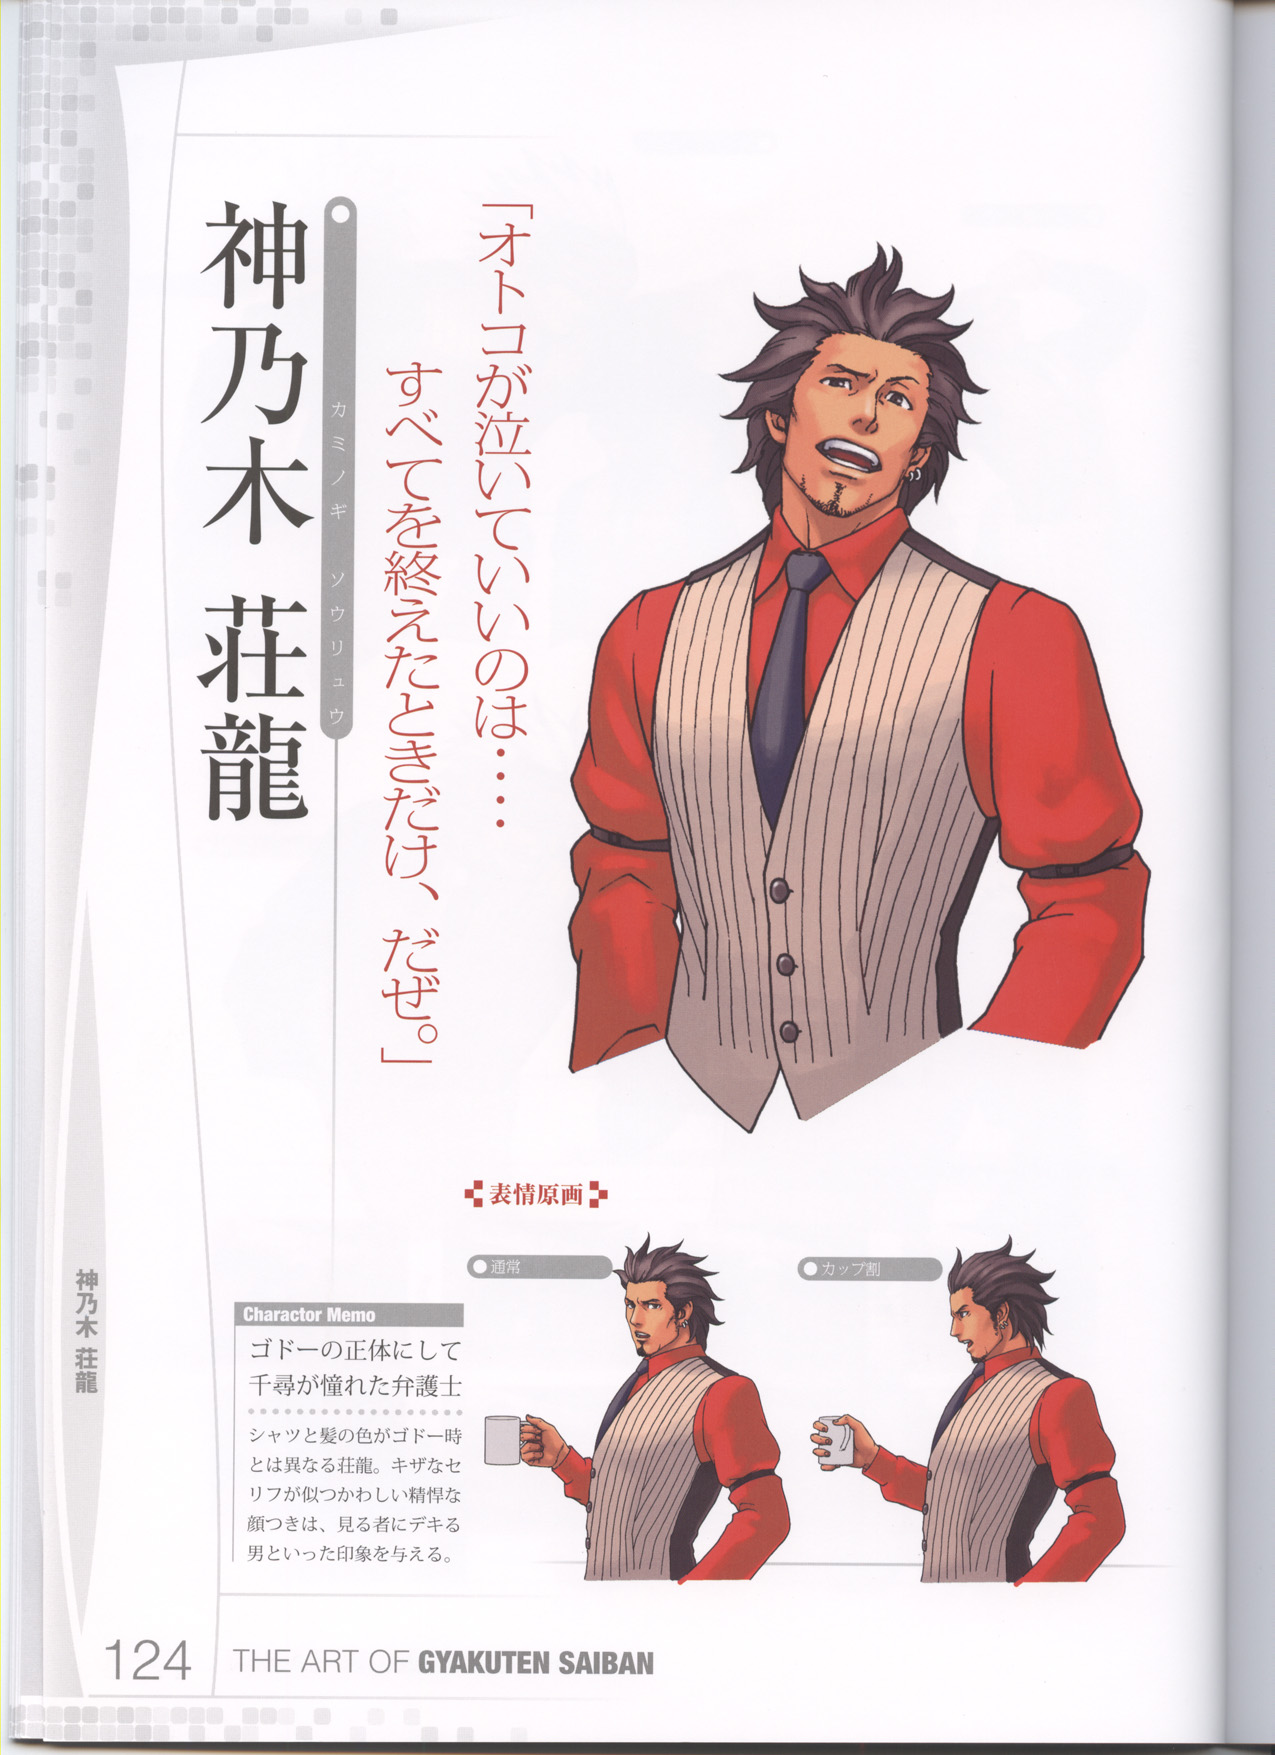 「オトコが泣いていいのは‥‥
すべてを終えたときだけ、だぜ。」
カミノギ ソウリュウ
神乃木 荘龍
表情原画
通常
カップ割
Charactor Memo
ゴドーの正体にして
千尋が憧れた弁護士
シャツと髪の色がゴドー時
とは異なる荘龍。キザなセ
リフが似つかわしい精悍な
顔つきは、見る者にデキる
男といった印象を与える。
神乃木 荘龍
124 THE ART OF GYAKUTEN SAIBAN